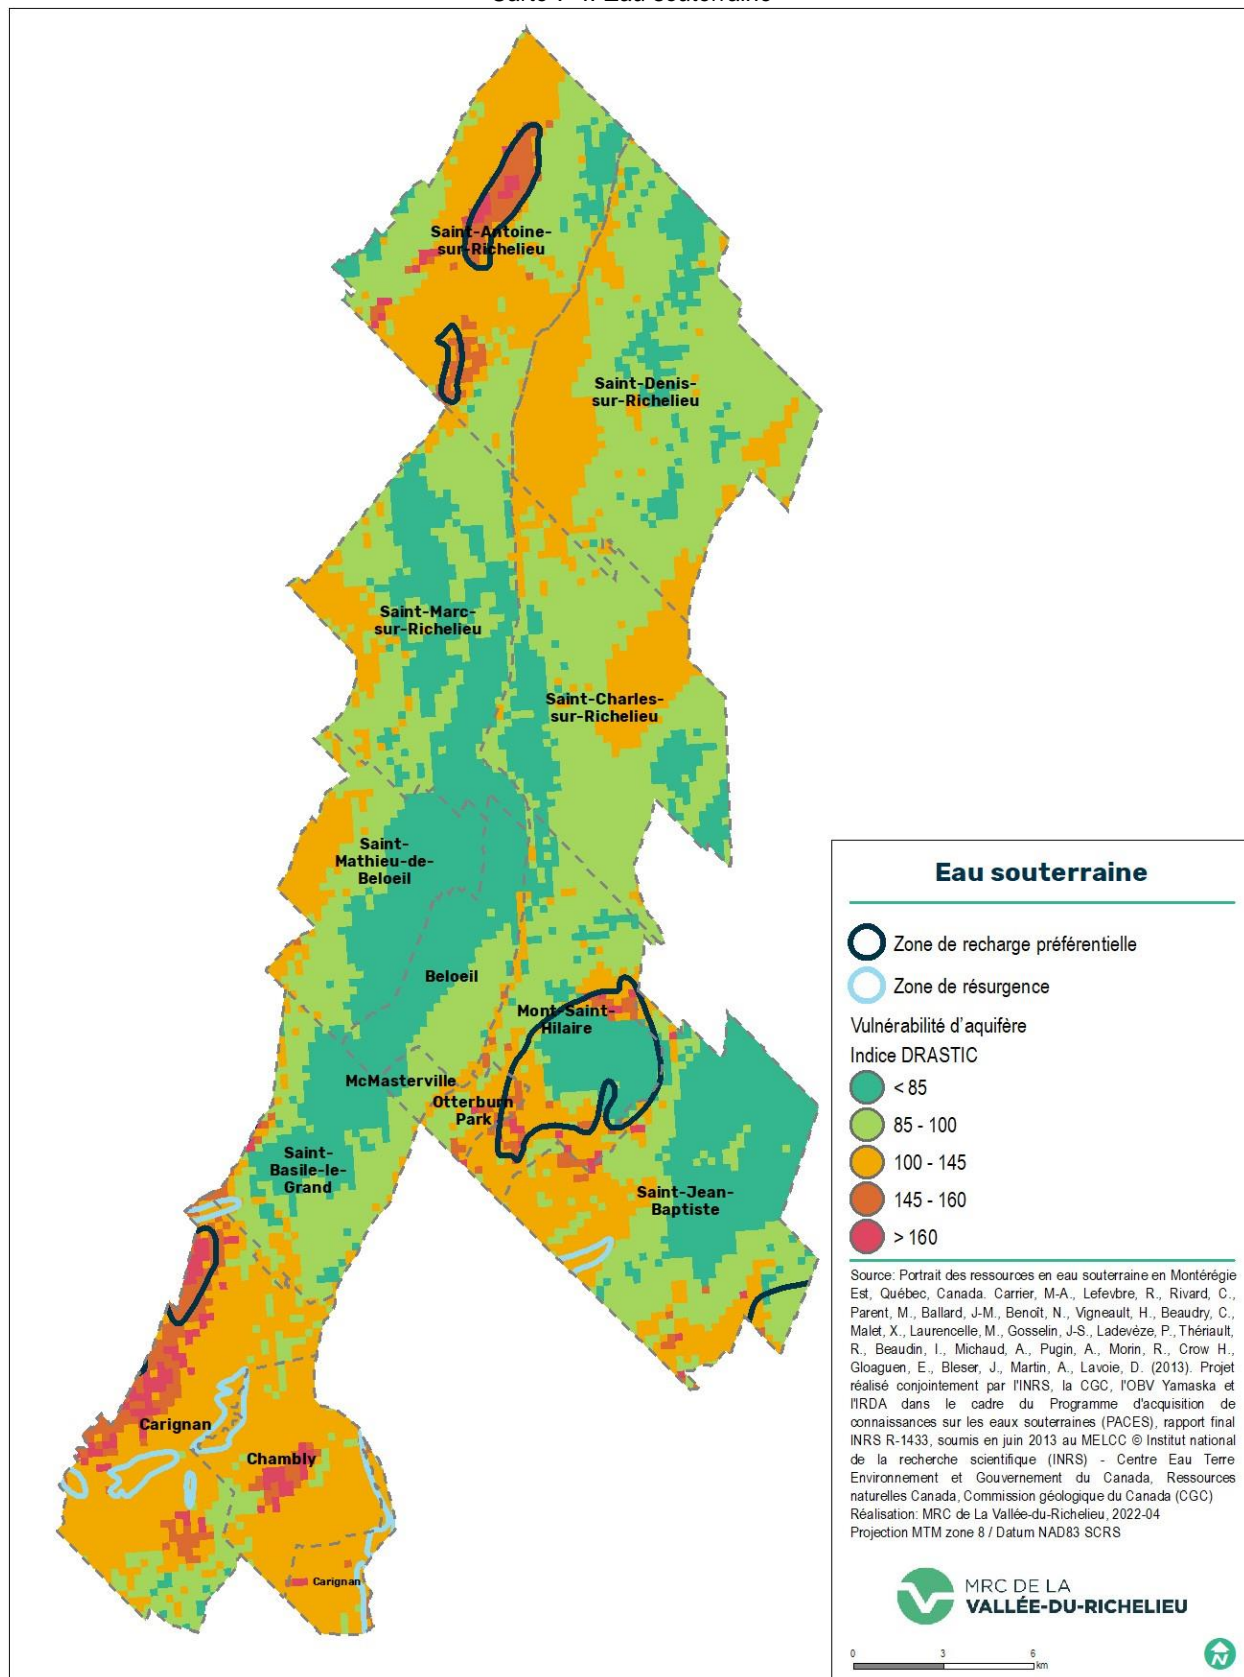 Eau souterraine
Saint-Antoine-
sur-Richelieu
Saint-Denis-
sur-Richelieu
Saint-Marc-
sur-Richelieu
Saint-Charles-
sur-Richelieu
Saint-
Mathieu-de-
Beloeil
Beloeil
Mont-Saint-
Hilaire
McMasterville
Otterburn
Park
Saint-
Basile-le-
Grand
Saint-Jean-
Baptiste
Carignan
Chambly
Carignan
Eau souterraine
Zone de recharge préférentielle
Zone de résurgence
Vulnérabilité d'aquifère
Indice DRASTIC
< 85
85 - 100
100 - 145
145 - 160
> 160
Source: Portrait des ressources en eau souterraine en Montérégie
Est, Québec, Canada. Carrier, M-A., Lefevbre, R., Rivard, C.,
Parent, M., Ballard, J-M., Benoît, N., Vigneault, H., Beaudry, C.,
Malet, X., Laurencelle, M., Gosselin, J-S., Ladevèze, P., Thériault,
R., Beaudin, I., Michaud, A., Pugin, A., Morin, R., Crow H.,
Gloaguen, E., Bleser, J., Martin, A., Lavoie, D. (2013). Projet
réalisé conjointement par l'INRS, la CGC, l'OBV Yamaska et
l'IRDA dans le cadre du Programme d'acquisition de
connaissances sur les eaux souterraines (PACES), rapport final
INRS R-1433, soumis en juin 2013 au MELCC © Institut national
de la recherche scientifique (INRS) - Centre Eau Terre
Environnement et Gouvernement du Canada, Ressources
naturelles Canada, Commission géologique du Canada (CGC)
Réalisation: MRC de La Vallée-du-Richelieu, 2022-04
Projection MTM zone 8 / Datum NAD83 SCRS
MRC DE LA
VALLÉE-DU-RICHELIEU
0 3 6
km
N